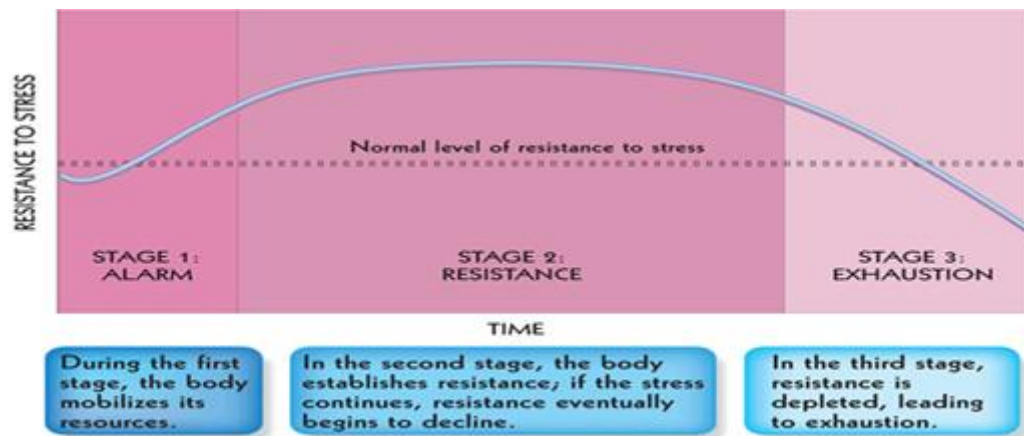 RESISTANCE TO STRESS
Normal level of resistance to stress
STAGE 1:
ALARM
STAGE 2:
RESISTANCE
STAGE 3:
EXHAUSTION
TIME
During the first
stage, the body
mobilizes its
resources.
In the second stage, the body
establishes resistance; if the stress
continues, resistance eventually
begins to decline.
In the third stage,
resistance is
depleted, leading
to exhaustion.